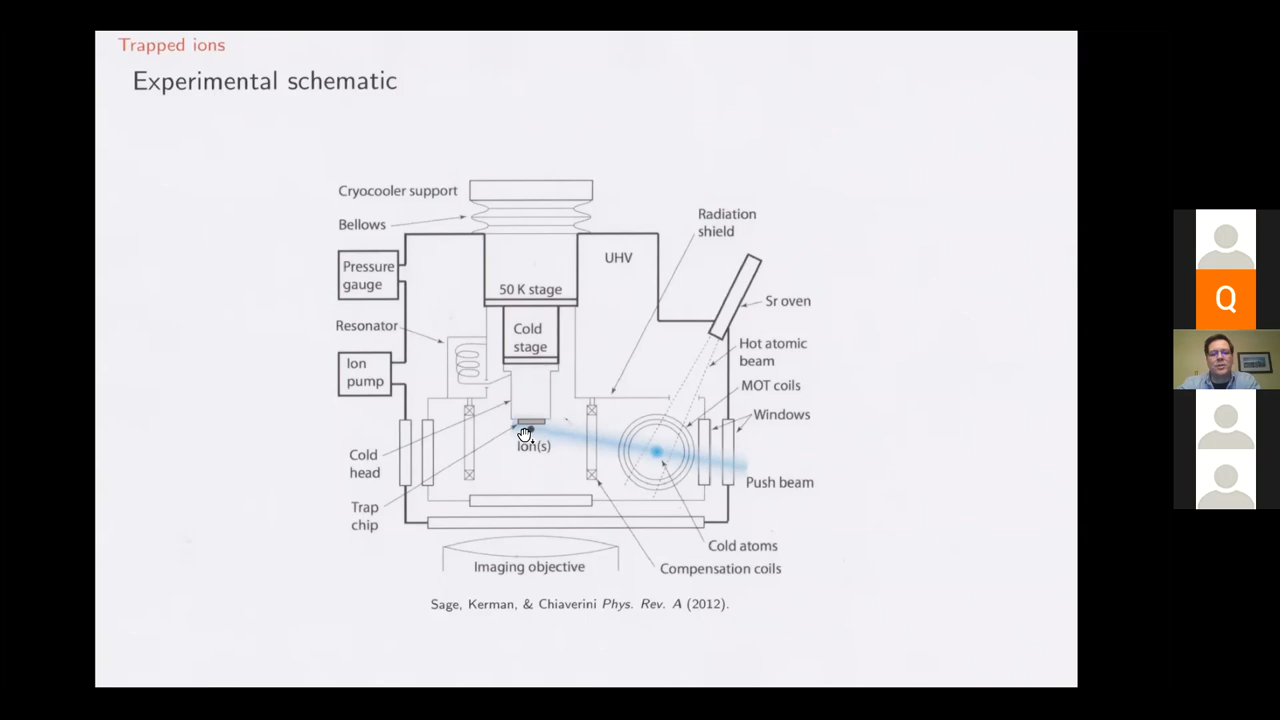 Trapped ions
Experimental schematic
Cryocooler support
Bellows
Radiation
shield
Pressure
gauge
UHV
50 K stage
Sr oven
Resonator
Cold
stage
Hot atomic
beam
Ion
pump
MOT coils
Windows
Ion(s)
Cold
head
Push beam
Trap
chip
Cold atoms
Imaging objective
Compensation coils
Sage, Kerman, & Chiaverini Phys. Rev. A (2012).
Q